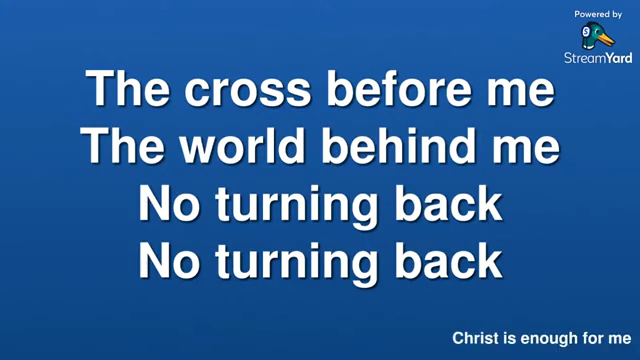 Powered by
StreamYard
The cross before me
The world behind me
No turning back
No turning back
Christ is enough for me